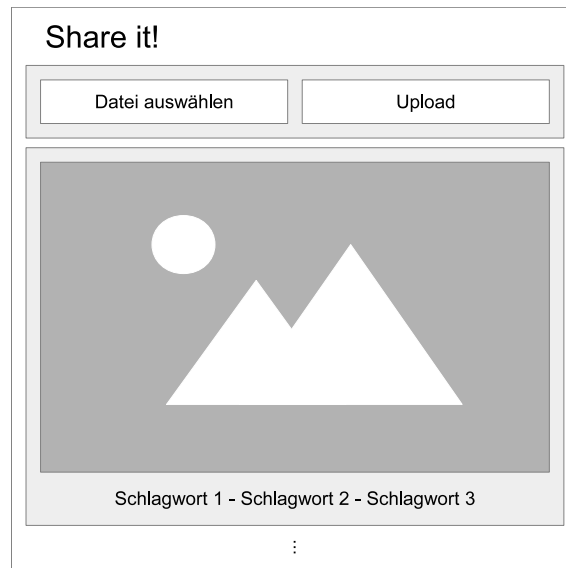 Share it!
Datei auswählen Upload
Schlagwort 1 - Schlagwort 2 - Schlagwort 3
⋮